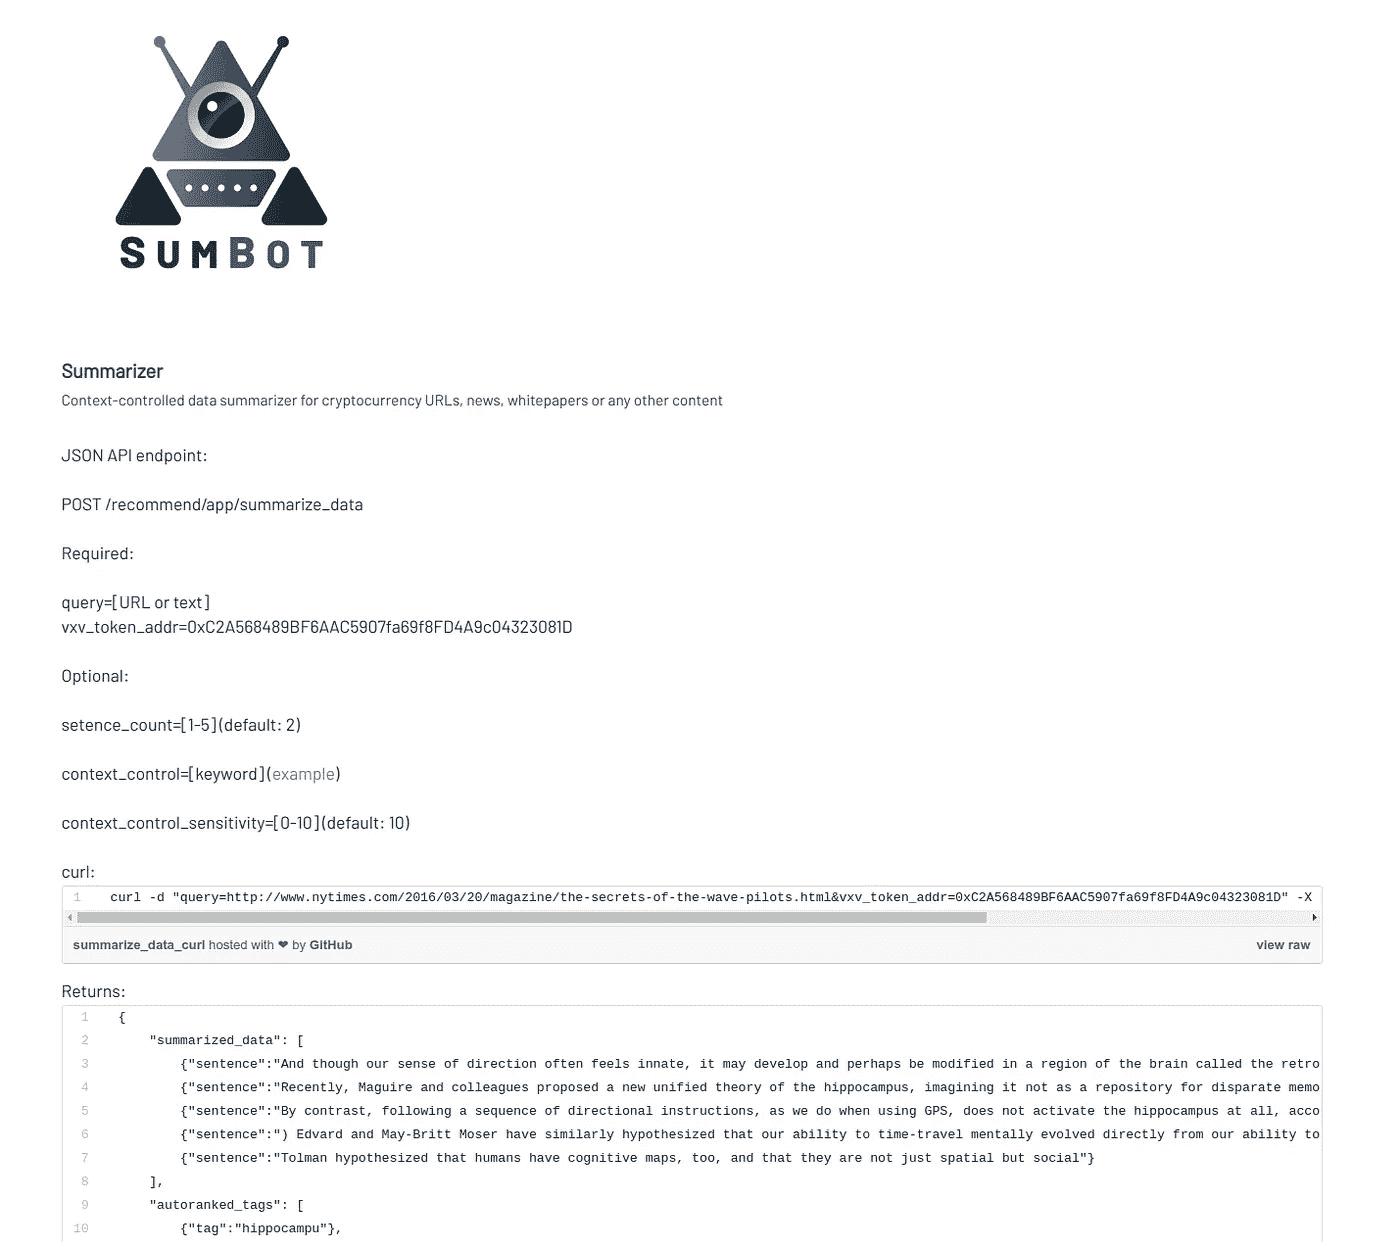 SUMBOT
Summarizer
Context-controlled data summarizer for cryptocurrency URLs, news, whitepapers or any other content
JSON API endpoint:
POST /recommend/app/summarize_data
Required:
query=[URL or text]
vxv_token_addr=0xC2A568489BF6AAC5907fa69f8FD4A9c04323081D
Optional:
setence_count=[1-5] (default: 2)
context_control=[keyword] (example)
context_control_sensitivity=[0-10] (default: 10)
curl:
1 curl -d "query=http://www.nytimes.com/2016/03/20/magazine/the-secrets-of-the-wave-pilots.html&vxv_token_addr=0xC2A568489BF6AAC5907fa69f8FD4A9c04323081D" -X
summarize_data_curl hosted with ❤ by GitHub view raw
Returns:
1 {
2 "summarized_data": [
3 {"sentence":"And though our sense of direction often feels innate, it may develop and perhaps be modified in a region of the brain called the retro
4 {"sentence":"Recently, Maguire and colleagues proposed a new unified theory of the hippocampus, imagining it not as a repository for disparate memo
5 {"sentence":"By contrast, following a sequence of directional instructions, as we do when using GPS, does not activate the hippocampus at all, acco
6 {"sentence":") Edvard and May-Britt Moser have similarly hypothesized that our ability to time-travel mentally evolved directly from our ability to
7 {"sentence":"Tolman hypothesized that humans have cognitive maps, too, and that they are not just spatial but social"}
8 ],
9 "autoranked_tags": [
10 {"tag":"hippocampu"},